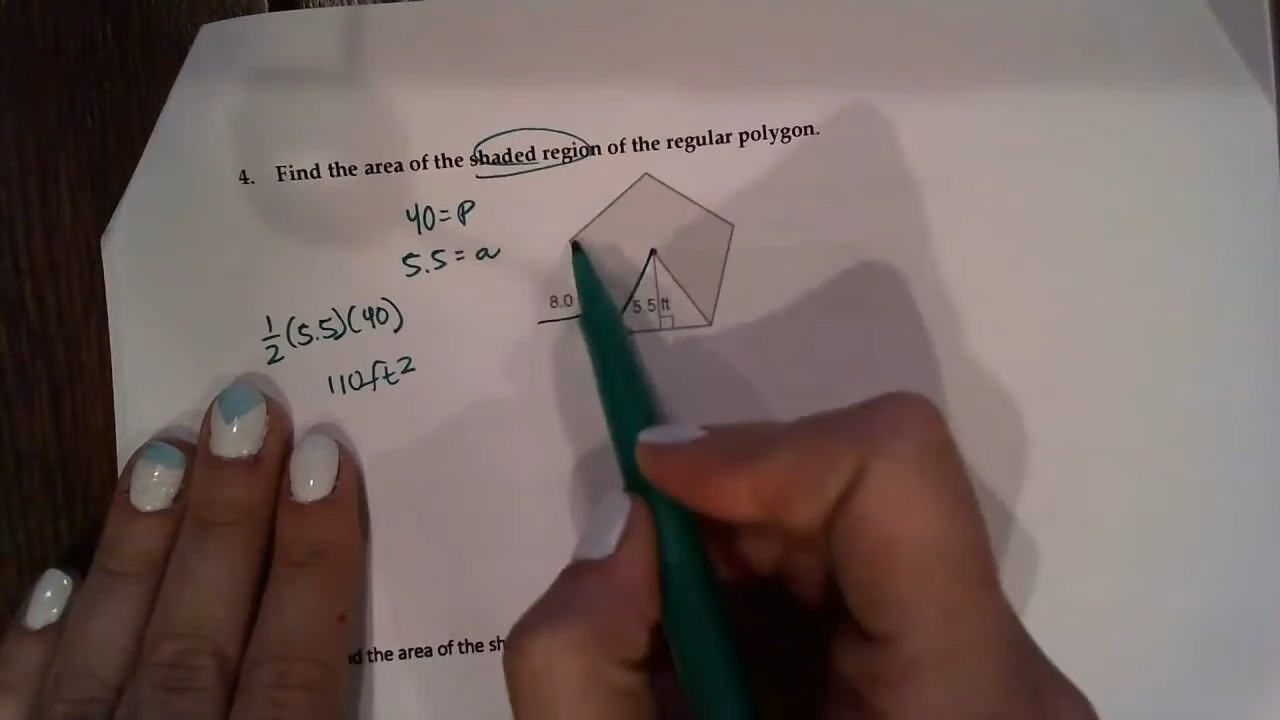 4. Find the area of the shaded region of the regular polygon.
40=P
5.5=a
8.0
5.5 ft
1/2(5.5)(40)
110ft²
the area of the